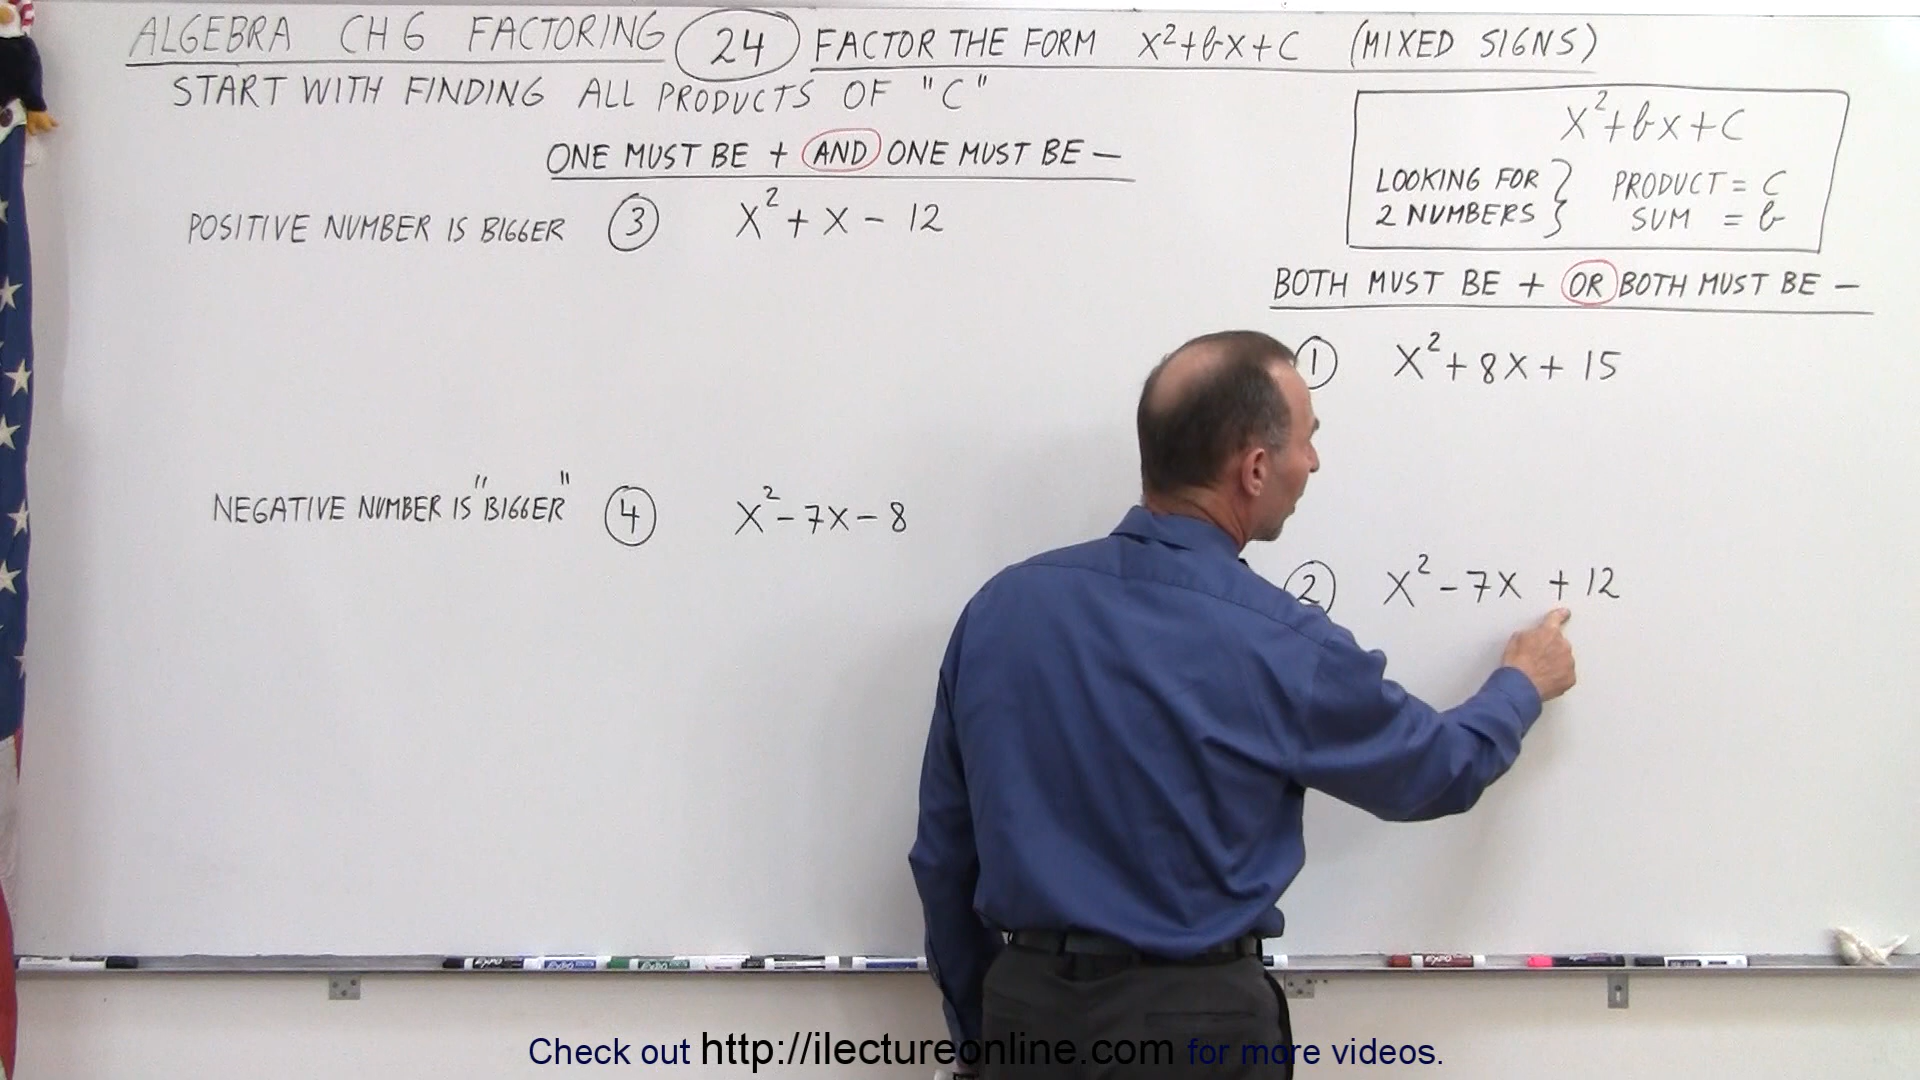 ALGEBRA CH 6 FACTORING 24 FACTOR THE FORM X²+bX+C (MIXED SIGNS)
START WITH FINDING ALL PRODUCTS OF "C"
ONE MUST BE + AND ONE MUST BE −
POSITIVE NUMBER IS BIGGER 3 X² + X − 12
NEGATIVE NUMBER IS "BIGGER" 4 X² − 7X − 8
X² + bX + C
LOOKING FOR } PRODUCT = C
2 NUMBERS } SUM = b
BOTH MUST BE + OR BOTH MUST BE −
1 X² + 8X + 15
2 X² − 7X + 12
EXPO
EXPO
EXPO
Check out http://ilectureonline.com for more videos.